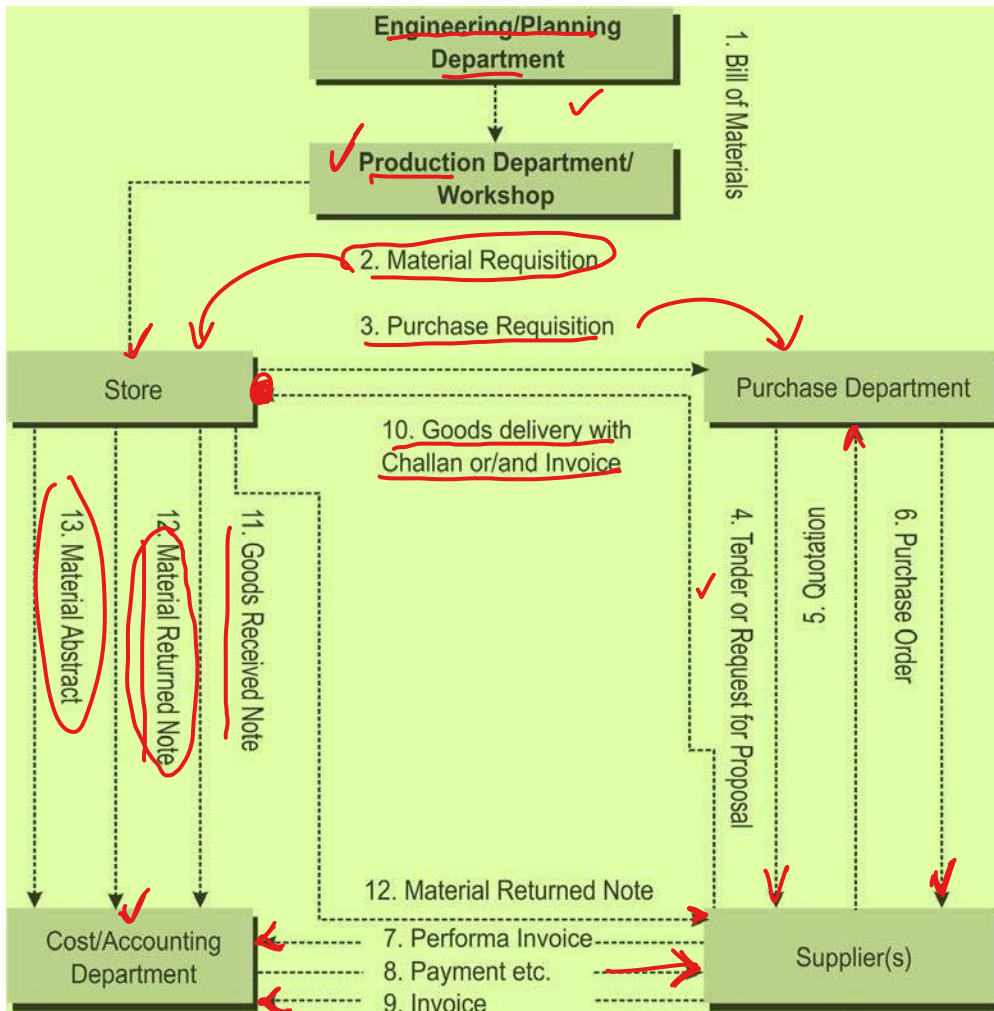 Engineering/Planning
Department
1. Bill of Materials
Production Department/
Workshop
2. Material Requisition
3. Purchase Requisition
Store
Purchase Department
10. Goods delivery with
Challan or/and Invoice
13. Material Abstract
12. Material Returned Note
11. Goods Received Note
4. Tender or Request for Proposal
5. Quotation
6. Purchase Order
12. Material Returned Note
Cost/Accounting
Department
7. Performa Invoice
8. Payment etc.
9. Invoice
Supplier(s)